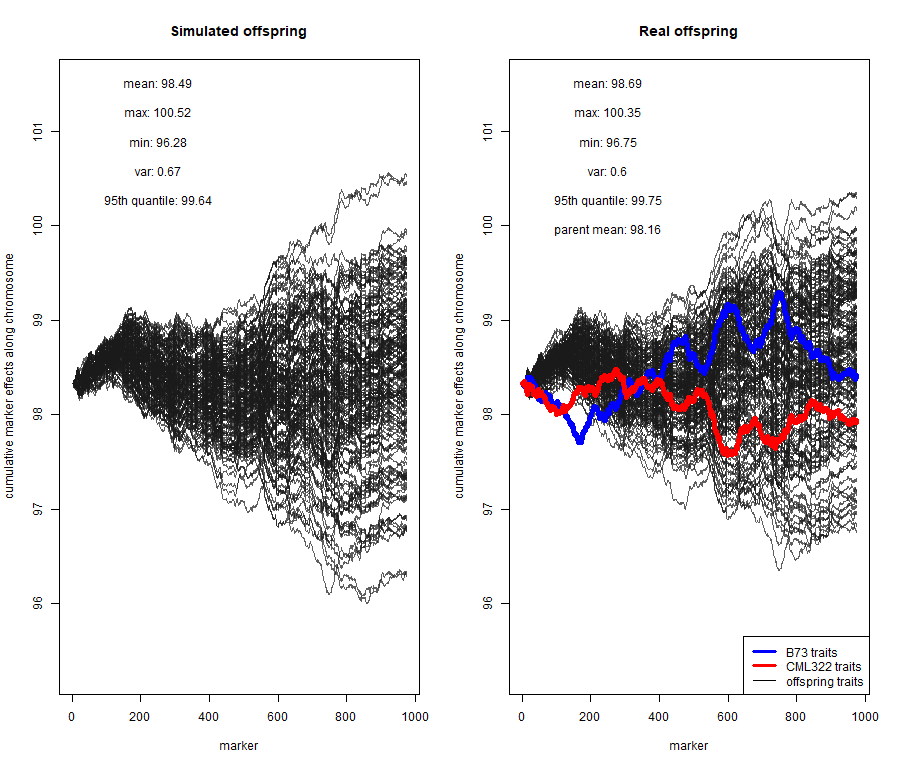 Simulated offspring
mean: 98.49
max: 100.52
min: 96.28
var: 0.67
95th quantile: 99.64
cumulative marker effects along chromosome
101
100
99
98
97
96
0 200 400 600 800 1000
marker
Real offspring
mean: 98.69
max: 100.35
min: 96.75
var: 0.6
95th quantile: 99.75
parent mean: 98.16
cumulative marker effects along chromosome
101
100
99
98
97
96
B73 traits
CML322 traits
offspring traits
0 200 400 600 800 1000
marker